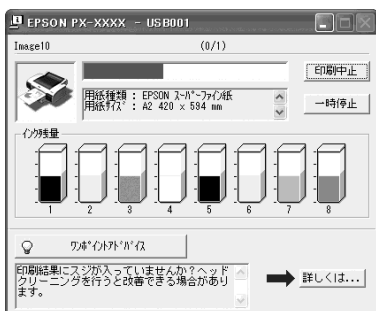 EPSON PX-XXXX - USB001
Image10 (0/1)
印刷中止
用紙種類 : EPSON スーパーファイン紙
用紙サイズ : A2 420 x 594 mm
一時停止
インク残量
1 2 3 4 5 6 7 8
ワンポイントアドバイス
印刷結果にスジが入っていませんか?ヘッド
クリーニングを行うと改善できる場合があり
ます。
詳しくは...